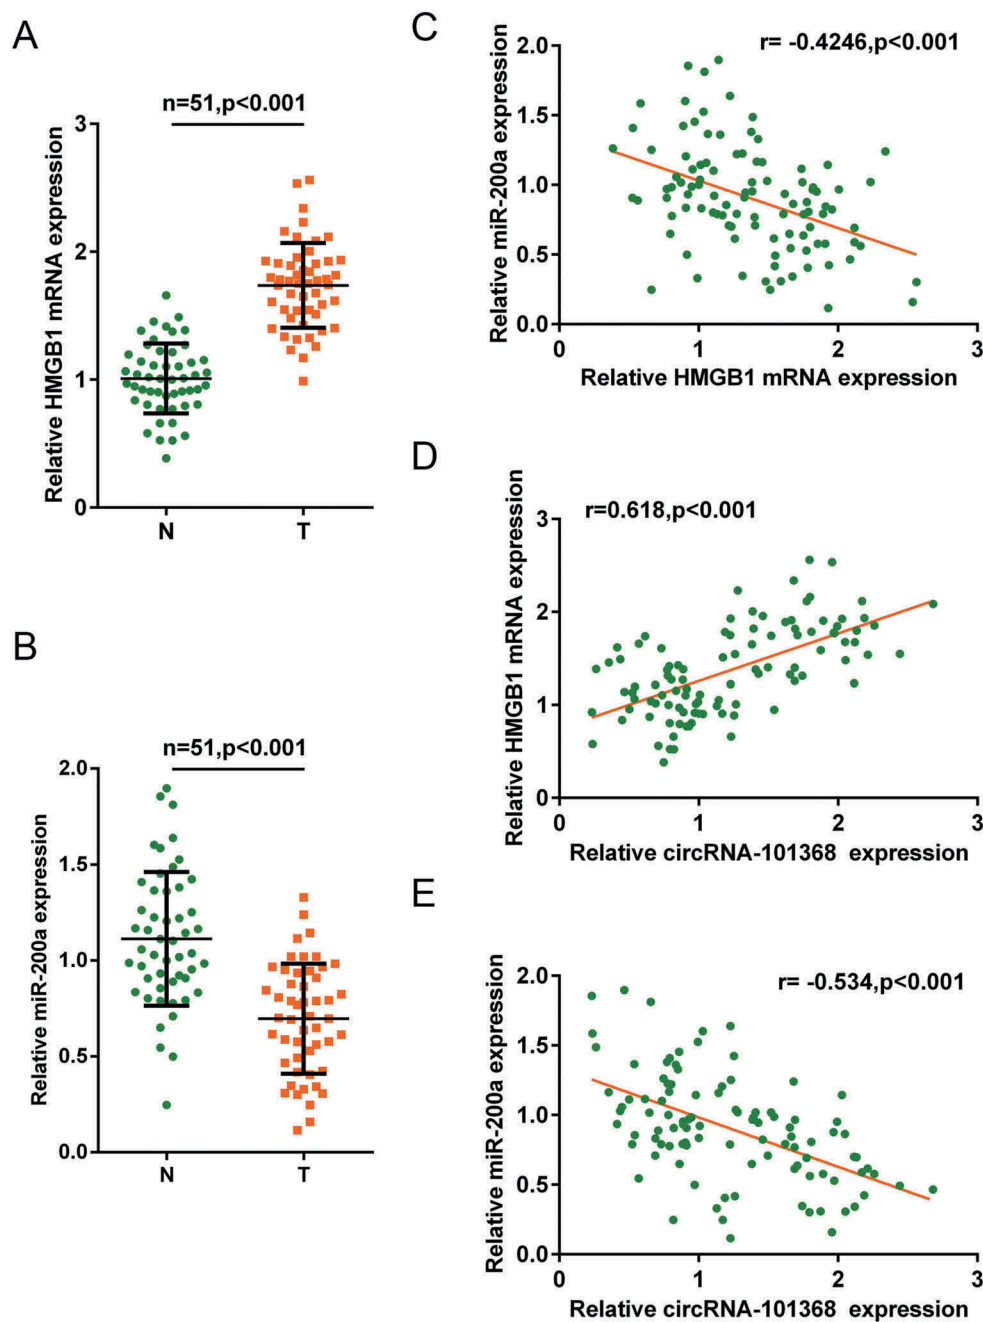 A
n=51,p<0.001
Relative HMGB1 mRNA expression
3
2
1
0
N
T
B
n=51,p<0.001
Relative miR-200a expression
2.0
1.5
1.0
0.5
0.0
N
T
C
r= -0.4246,p<0.001
Relative miR-200a expression
2.0
1.5
1.0
0.5
0.0
0
1
2
3
Relative HMGB1 mRNA expression
D
r=0.618,p<0.001
Relative HMGB1 mRNA expression
3
2
1
0
0
1
2
3
Relative circRNA-101368 expression
E
r= -0.534,p<0.001
Relative miR-200a expression
2.0
1.5
1.0
0.5
0.0
0
1
2
3
Relative circRNA-101368 expression